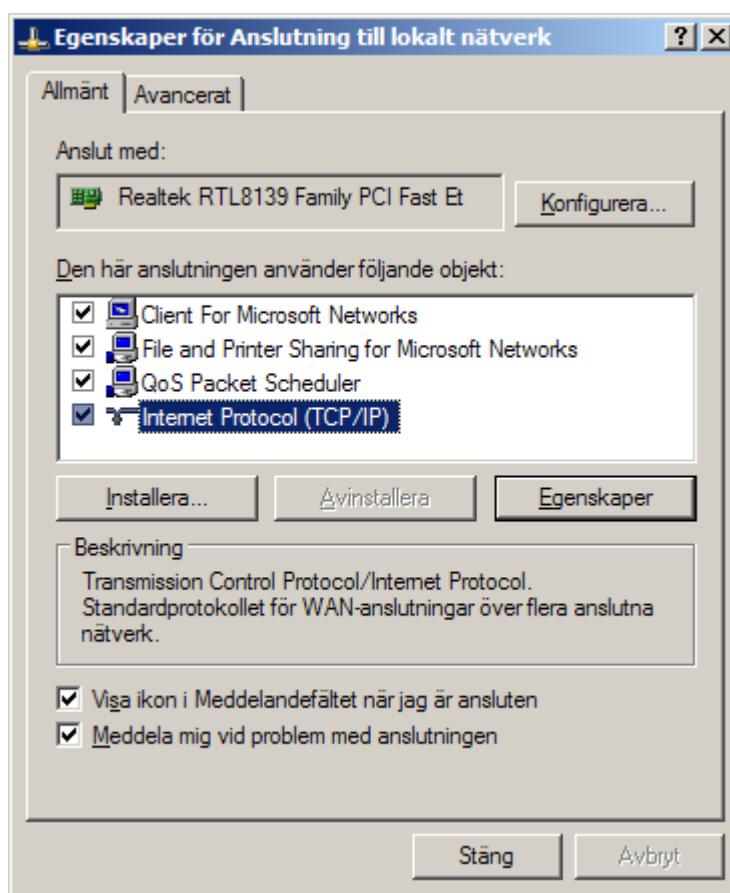 Egenskaper för Anslutning till lokalt nätverk
Allmänt Avancerat
Anslut med:
Realtek RTL8139 Family PCI Fast Et Konfigurera...
Den här anslutningen använder följande objekt:
Client For Microsoft Networks
File and Printer Sharing for Microsoft Networks
QoS Packet Scheduler
Internet Protocol (TCP/IP)
Installera... Avinstallera Egenskaper
Beskrivning
Transmission Control Protocol/Internet Protocol.
Standardprotokollet för WAN-anslutningar över flera anslutna
nätverk.
Visa ikon i Meddelandefältet när jag är ansluten
Meddela mig vid problem med anslutningen
Stäng Avbryt